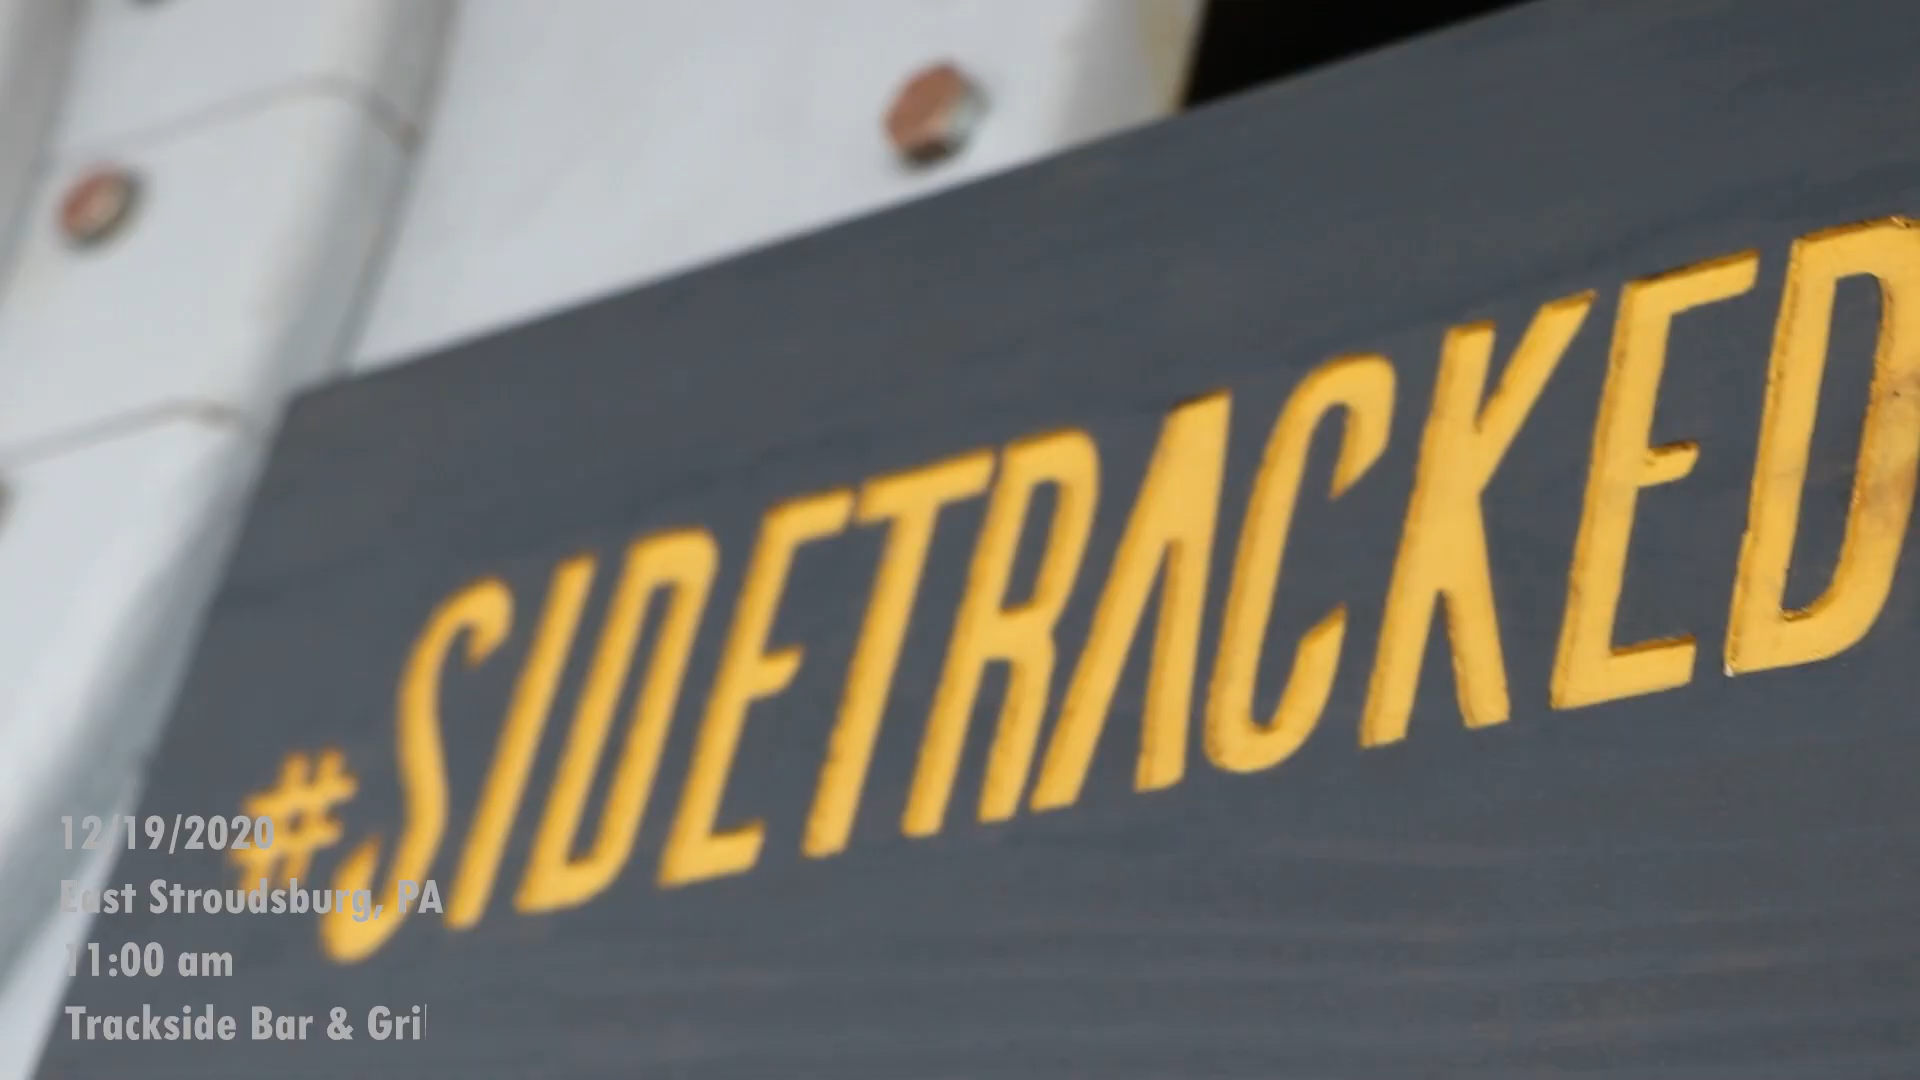 #SIDETRACKED
12/19/2020
East Stroudsburg, PA
11:00 am
Trackside Bar & Gri